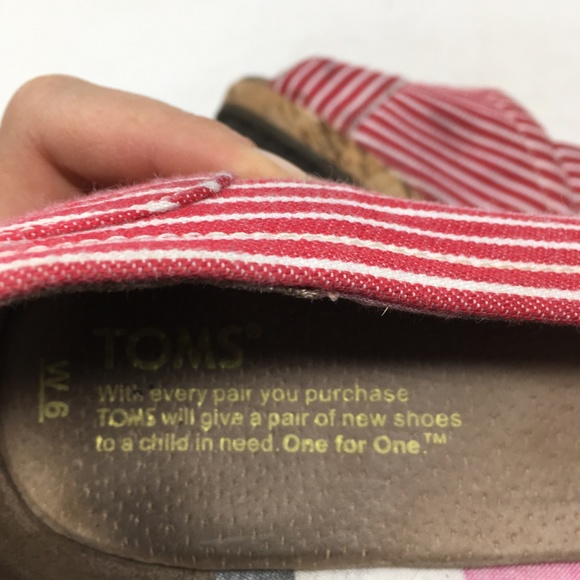 TOMS®
W 6
With every pair you purchase
TOMS will give a pair of new shoes
to a child in need. One for One.™